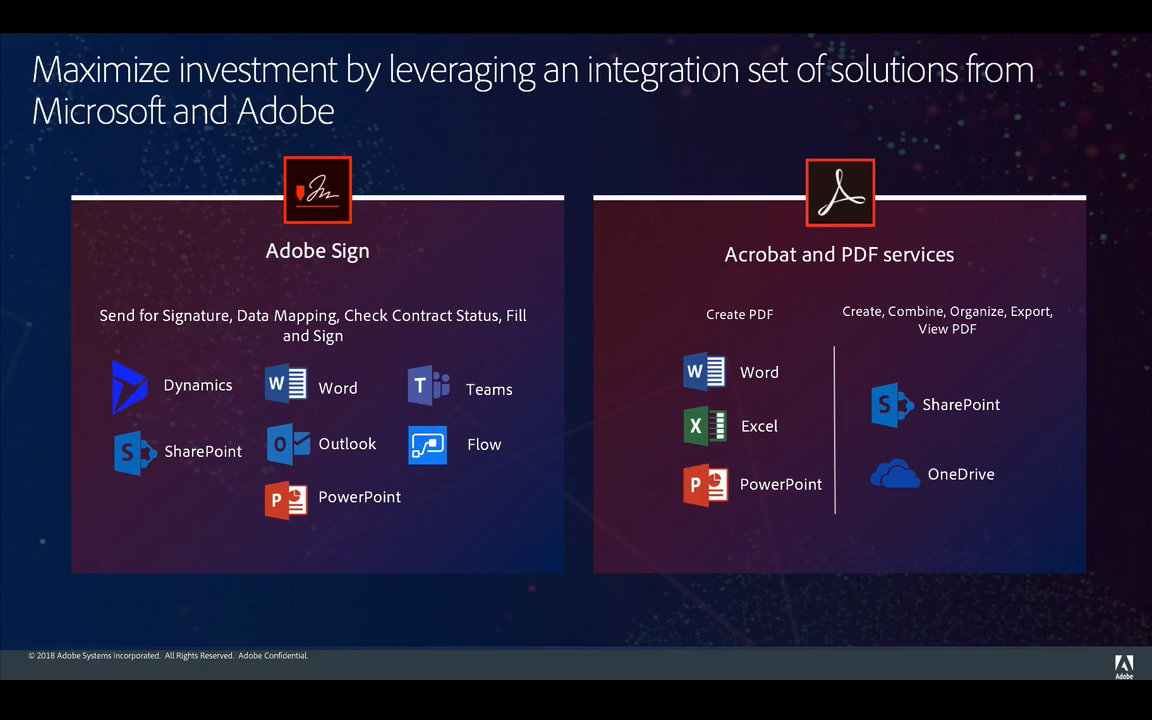 Maximize investment by leveraging an integration set of solutions from
Microsoft and Adobe
Adobe Sign
Send for Signature, Data Mapping, Check Contract Status, Fill
and Sign
Dynamics
Word
Teams
SharePoint
Outlook
Flow
PowerPoint
Acrobat and PDF services
Create PDF
Word
Excel
PowerPoint
Create, Combine, Organize, Export,
View PDF
SharePoint
OneDrive
© 2018 Adobe Systems Incorporated. All Rights Reserved. Adobe Confidential.
Adobe